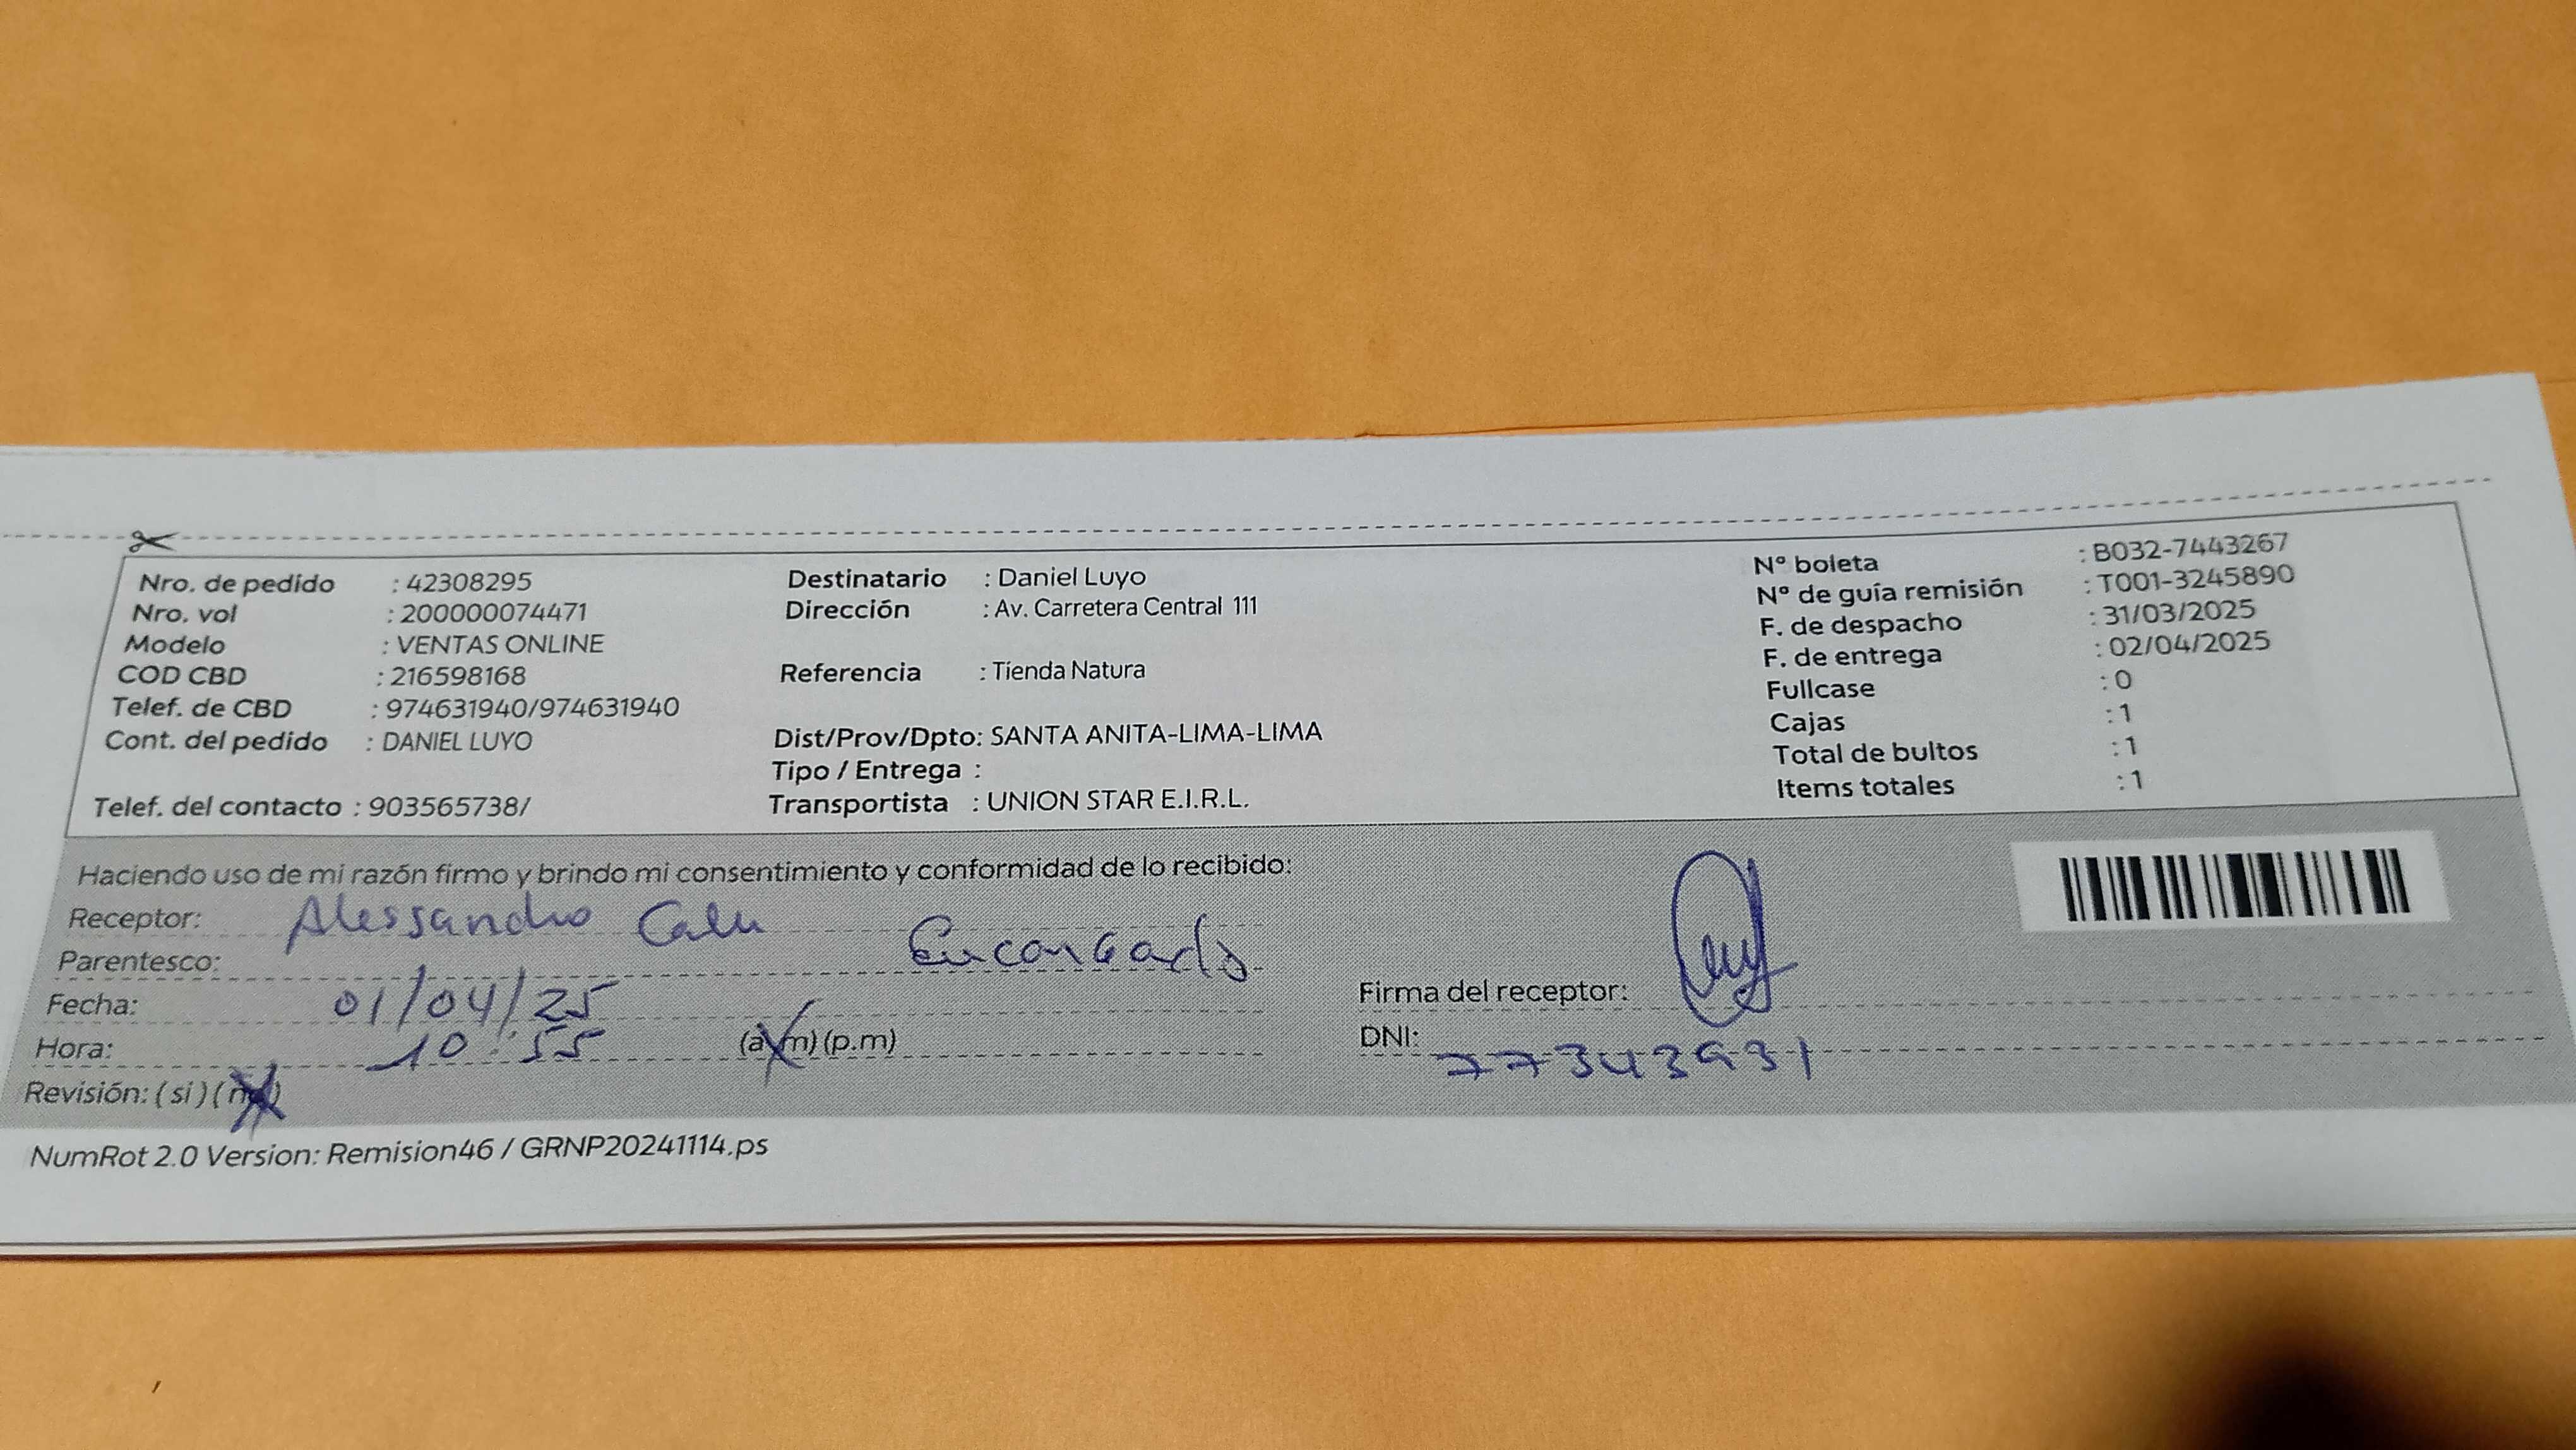 Nro. de pedido : 42308295
Nro. vol : 200000074471
Modelo : VENTAS ONLINE
COD CBD : 216598168
Telef. de CBD : 974631940/974631940
Cont. del pedido : DANIEL LUYO
Telef. del contacto : 903565738/
Destinatario : Daniel Luyo
Dirección : Av. Carretera Central 111
Referencia : Tienda Natura
Dist/Prov/Dpto: SANTA ANITA-LIMA-LIMA
Tipo / Entrega :
Transportista : UNION STAR E.I.R.L.
Nº boleta : B032-7443267
Nº de guía remisión : T001-3245890
F. de despacho : 31/03/2025
F. de entrega : 02/04/2025
Fullcase : 0
Cajas : 1
Total de bultos : 1
Items totales : 1
Haciendo uso de mi razón firmo y brindo mi consentimiento y conformidad de lo recibido:
Receptor: Alessandro
Parentesco: Encargado
Fecha: 01/04/25
Hora: 10:55 (a.m) (p.m)
Revisión: ( si ) ( no )
Firma del receptor:
DNI: 77343931
NumRot 2.0 Version: Remision46 / GRNP20241114.ps